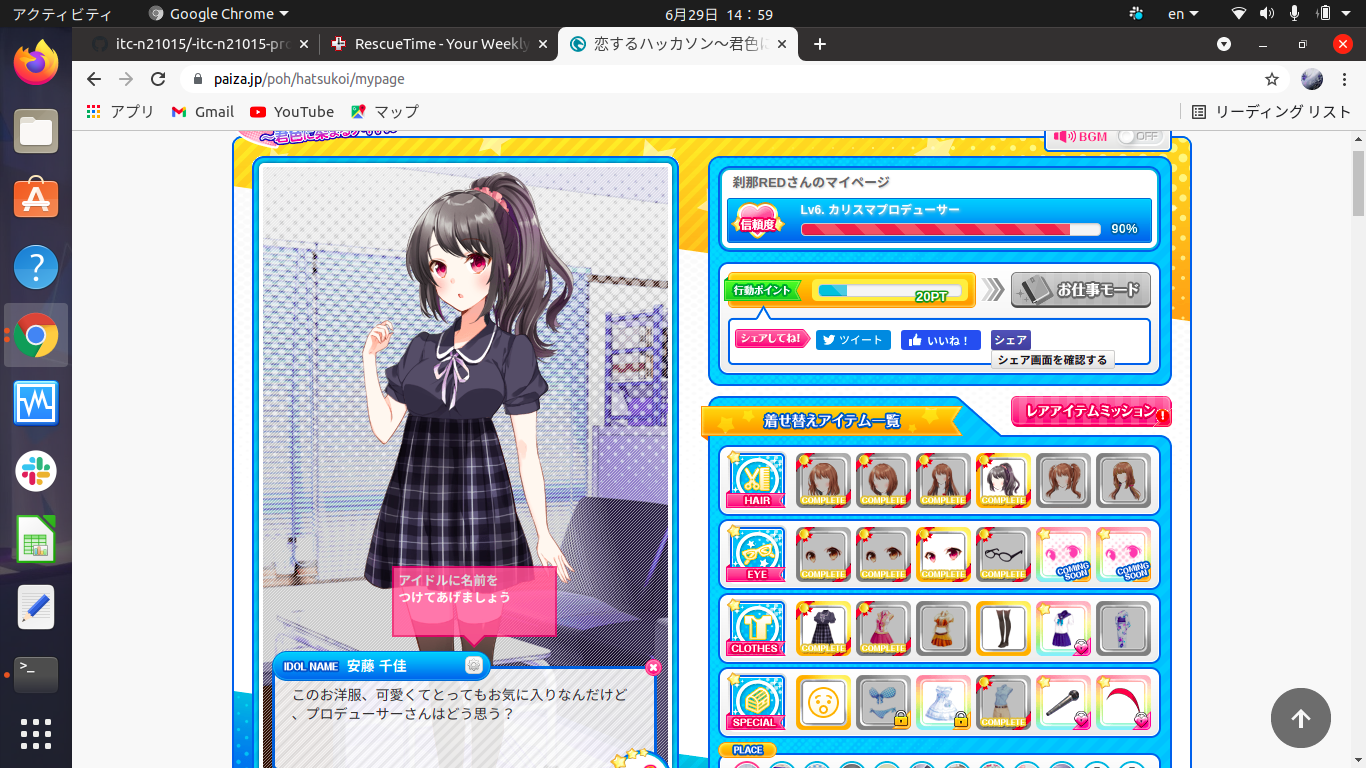 アクティビティ
Google Chrome
6月29日 14：59
en
itc-n21015/-itc-n21015-pro
RescueTime - Your Weekly
恋するハッカソン〜君色に
paiza.jp/poh/hatsukoi/mypage
アプリ
Gmail
YouTube
マップ
リーディング リスト
BGM
OFF
刹那REDさんのマイページ
信頼度
Lv6. カリスマプロデューサー
90%
行動ポイント
20PT
お仕事モード
シェアしてね!
ツイート
いいね！
シェア
シェア画面を確認する
着せ替えアイテム一覧
レアアイテムミッション
HAIR
COMPLETE
COMPLETE
COMPLETE
COMPLETE
EYE
COMPLETE
COMPLETE
COMPLETE
COMPLETE
COMING SOON
COMING SOON
CLOTHES
COMPLETE
COMPLETE
SPECIAL
COMPLETE
PLACE
アイドルに名前を
つけてあげましょう
IDOL NAME 安藤 千佳
このお洋服、可愛くてとってもお気に入りなんだけど
、プロデューサーさんはどう思う？